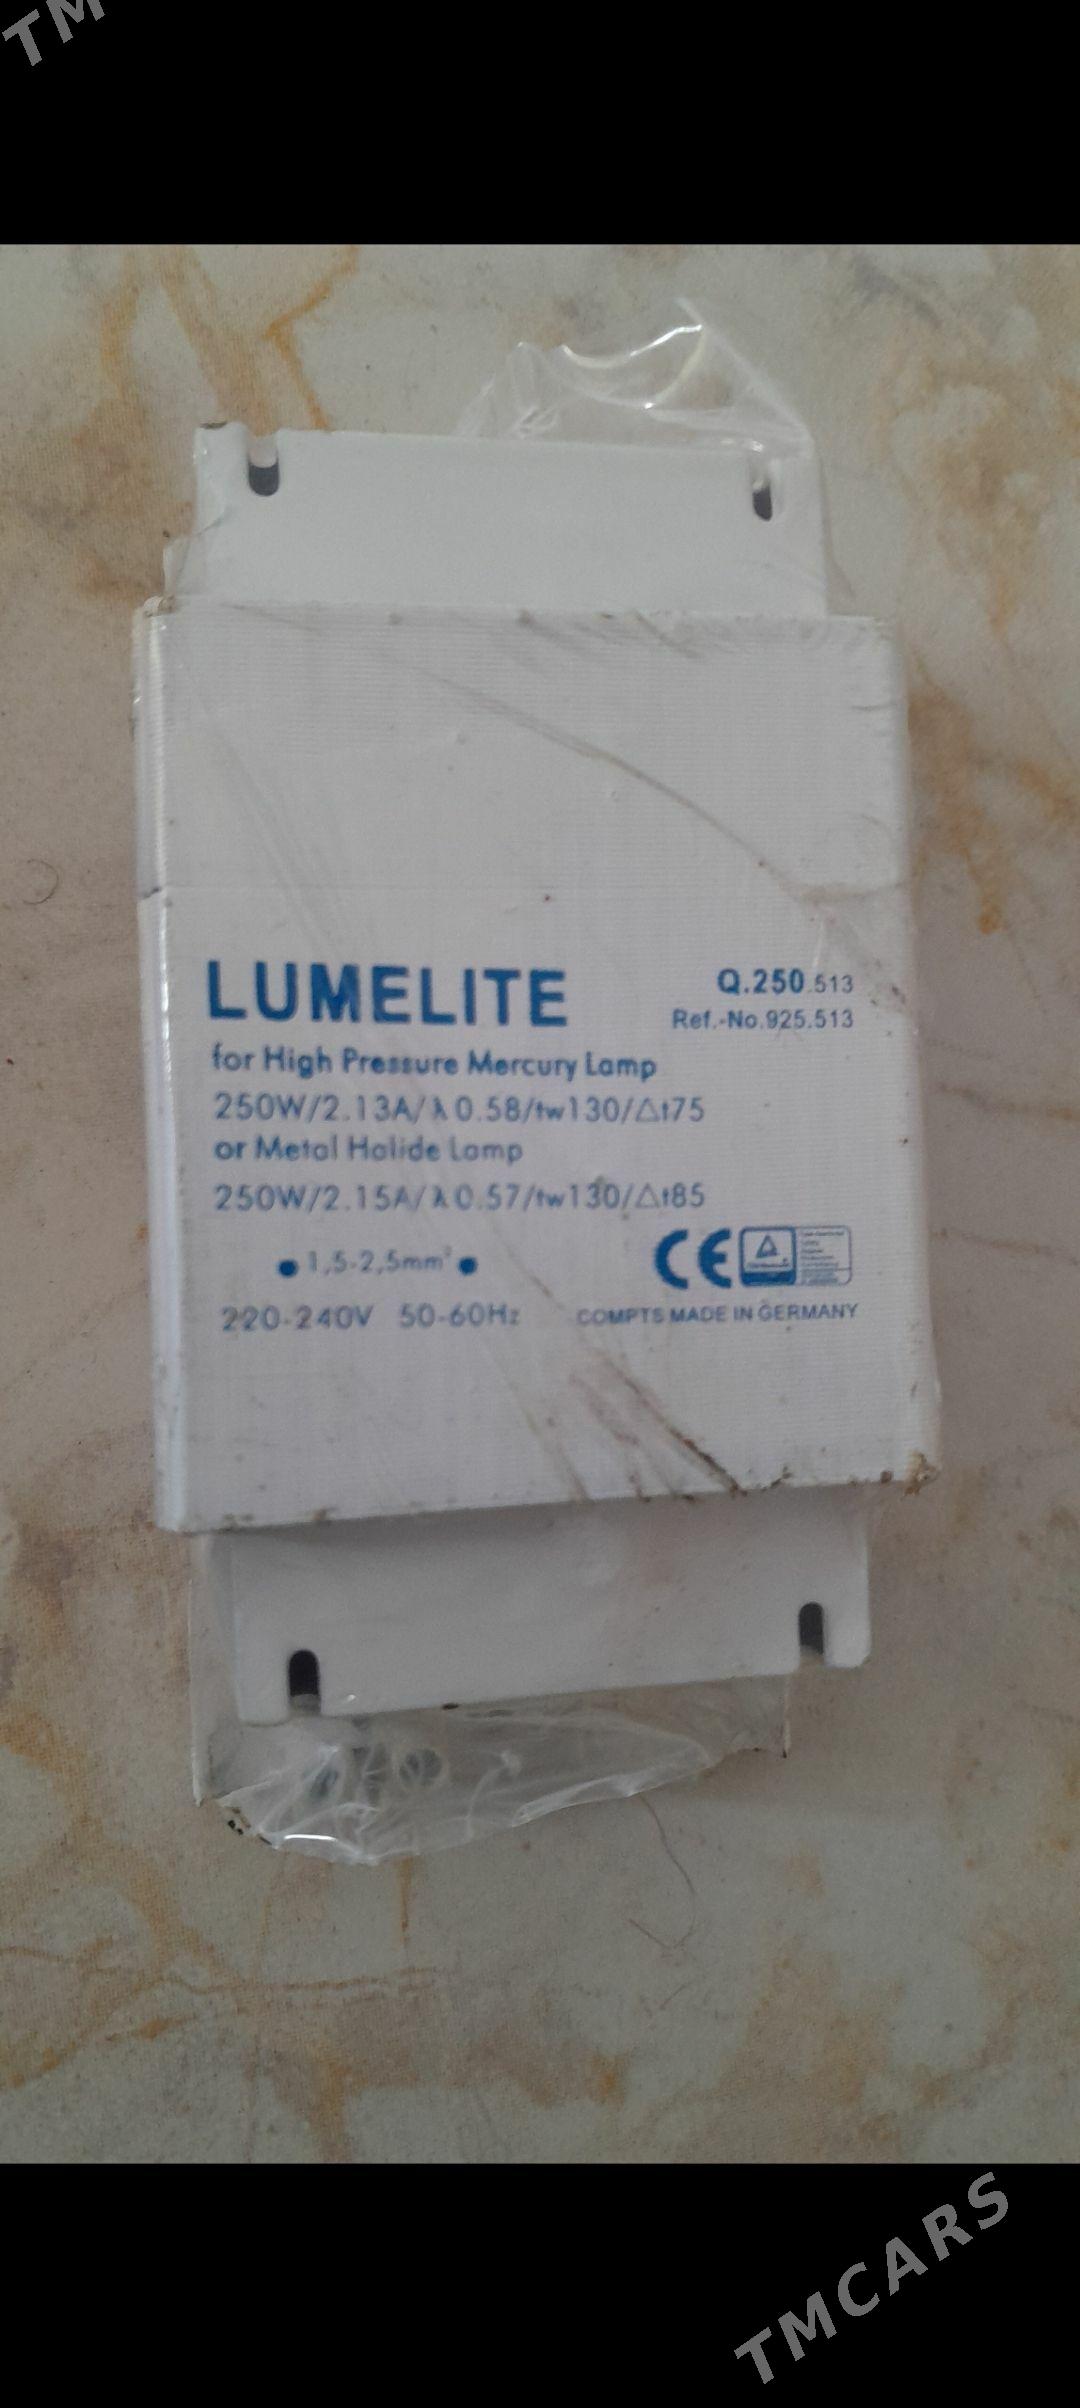 TM
LUMELITE
Q.250.513
Ref.-No.925.513
for High Pressure Mercury Lamp
250W/2.13A/λ0.58/tw130/△t75
or Metal Halide Lamp
250W/2.15A/λ0.57/tw130/△t85
1,5-2,5mm²
CE
220-240V 50-60Hz
COMPTS MADE IN GERMANY
TMCARS